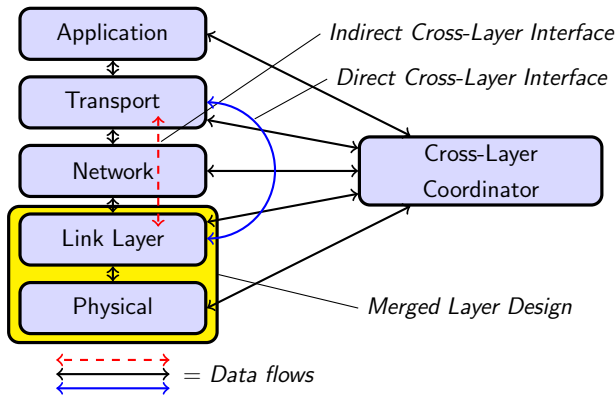 Application
Indirect Cross-Layer Interface
Transport
Direct Cross-Layer Interface
Network
Cross-Layer
Coordinator
Link Layer
Physical
Merged Layer Design
= Data flows